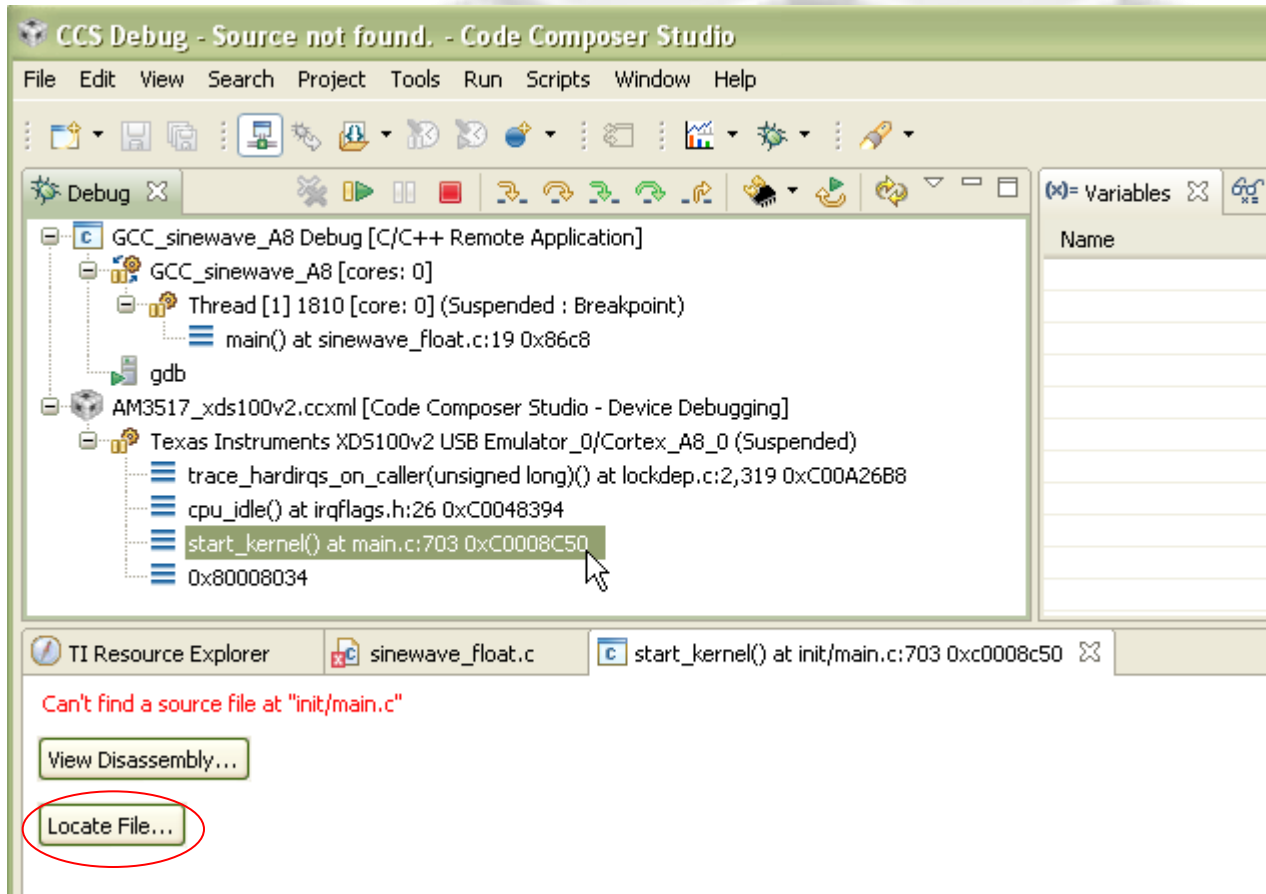 CCS Debug - Source not found. - Code Composer Studio
File Edit View Search Project Tools Run Scripts Window Help
Debug
(x)= Variables
GCC_sinewave_A8 Debug [C/C++ Remote Application]
Name
GCC_sinewave_A8 [cores: 0]
Thread [1] 1810 [core: 0] (Suspended : Breakpoint)
main() at sinewave_float.c:19 0x86c8
gdb
AM3517_xds100v2.ccxml [Code Composer Studio - Device Debugging]
Texas Instruments XDS100v2 USB Emulator_0/Cortex_A8_0 (Suspended)
trace_hardirqs_on_caller(unsigned long)() at lockdep.c:2,319 0xC00A26B8
cpu_idle() at irqflags.h:26 0xC0048394
start_kernel() at main.c:703 0xC0008C50
0x80008034
TI Resource Explorer
sinewave_float.c
start_kernel() at init/main.c:703 0xc0008c50
Can't find a source file at "init/main.c"
View Disassembly...
Locate File...